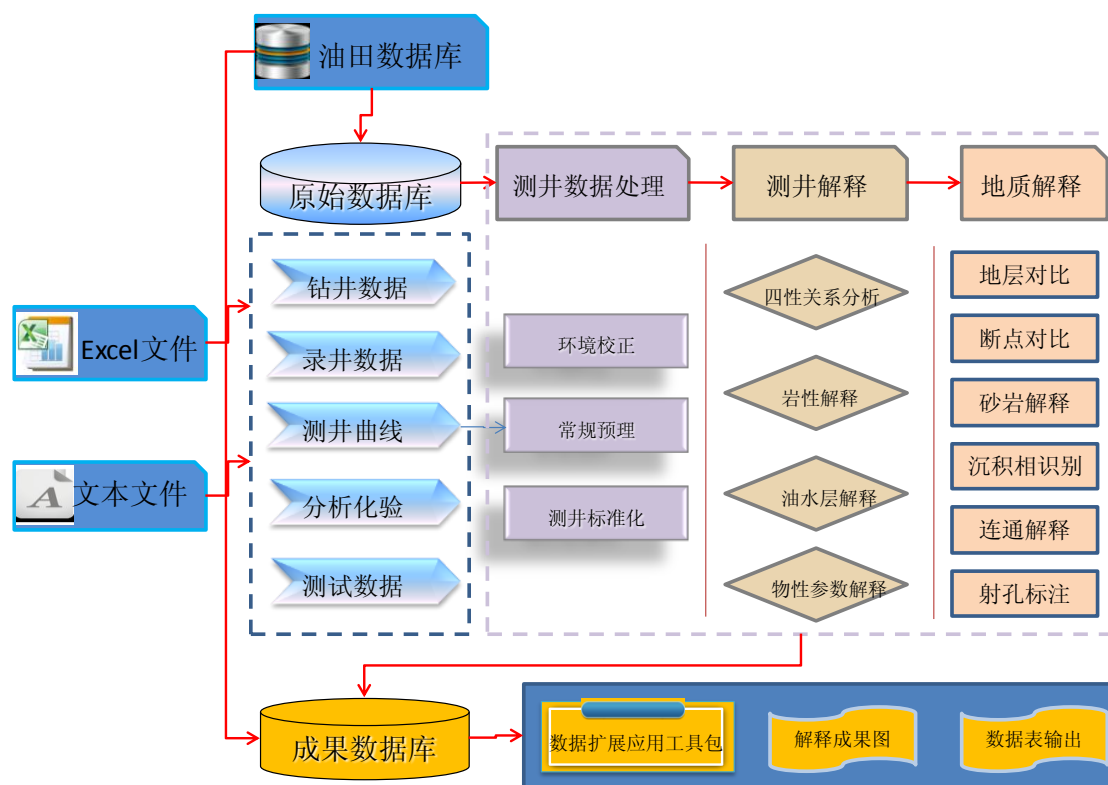 油田数据库
原始数据库
测井数据处理
测井解释
地质解释
钻井数据
录井数据
测井曲线
分析化验
测试数据
Excel文件
文本文件
环境校正
常规预理
测井标准化
四性关系分析
岩性解释
油水层解释
物性参数解释
地层对比
断点对比
砂岩解释
沉积相识别
连通解释
射孔标注
成果数据库
数据扩展应用工具包
解释成果图
数据表输出